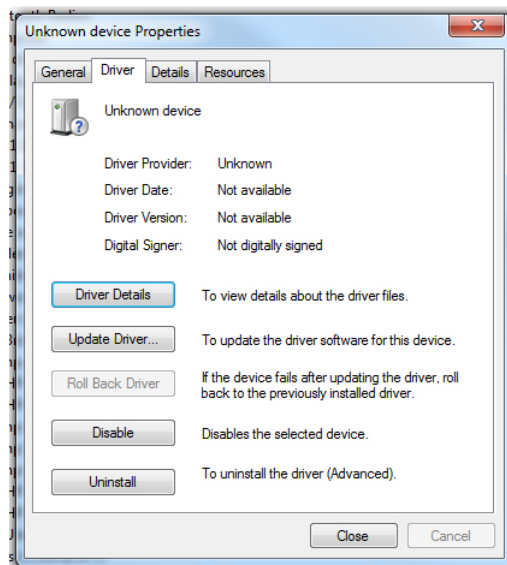 Unknown device Properties
General Driver Details Resources
Unknown device
Driver Provider: Unknown
Driver Date: Not available
Driver Version: Not available
Digital Signer: Not digitally signed
Driver Details To view details about the driver files.
Update Driver... To update the driver software for this device.
Roll Back Driver If the device fails after updating the driver, roll
back to the previously installed driver.
Disable Disables the selected device.
Uninstall To uninstall the driver (Advanced).
Close Cancel